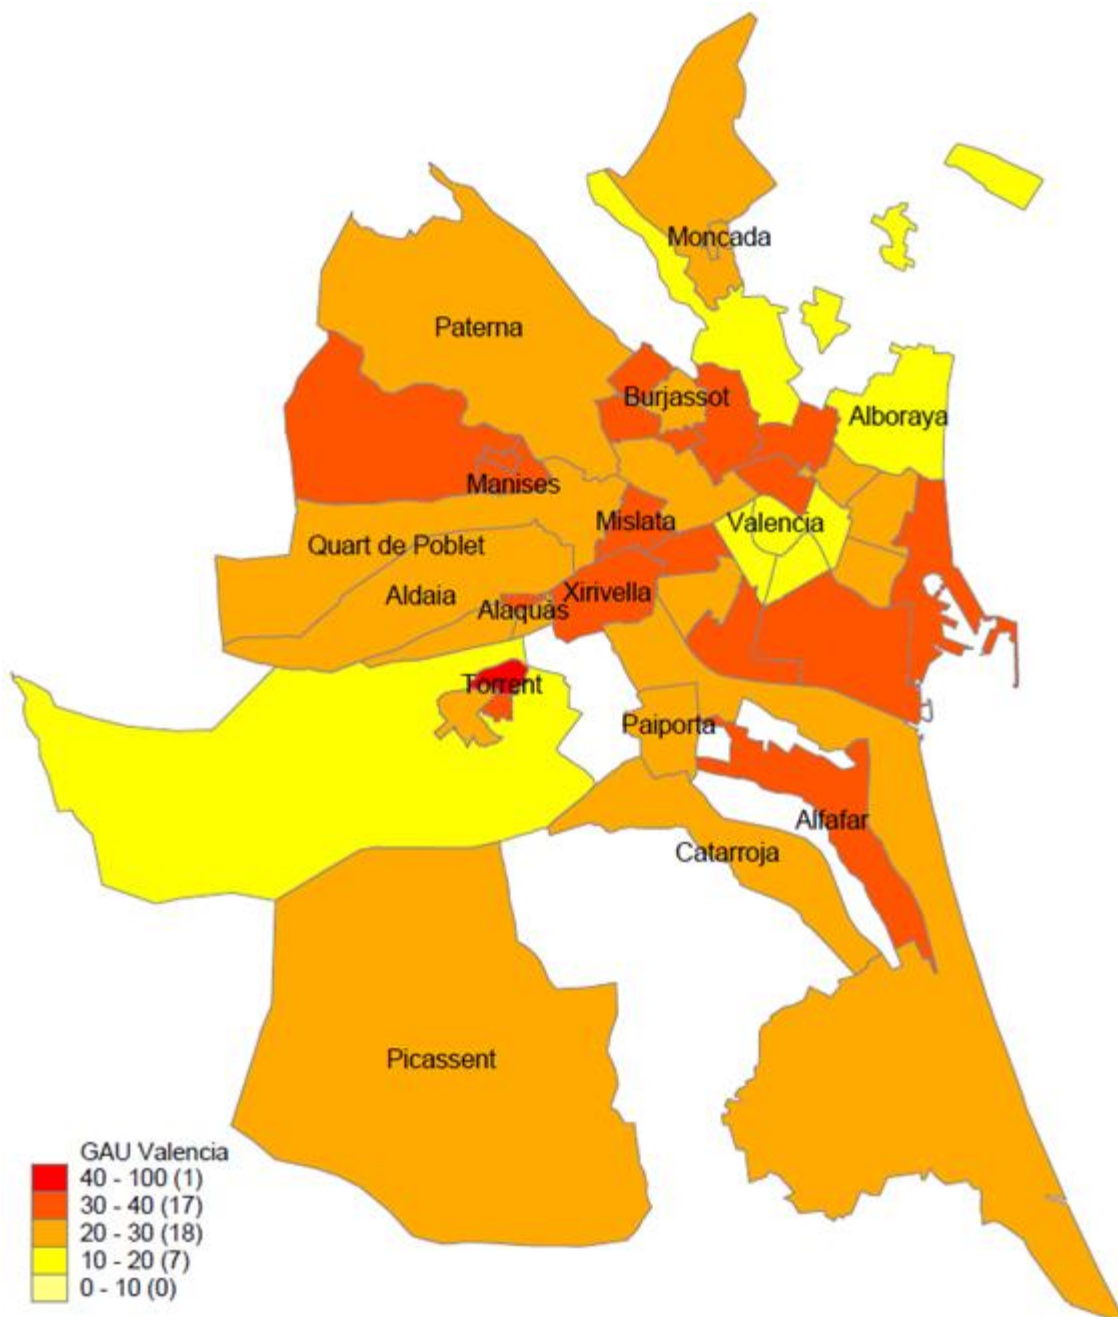 Moncada
Paterna
Burjassot
Alboraya
Manises
Mislata
Valencia
Quart de Poblet
Aldaia
Alaquàs
Xirivella
Torrent
Paiporta
Alfafar
Catarroja
Picassent
GAU Valencia
40 - 100 (1)
30 - 40 (17)
20 - 30 (18)
10 - 20 (7)
0 - 10 (0)